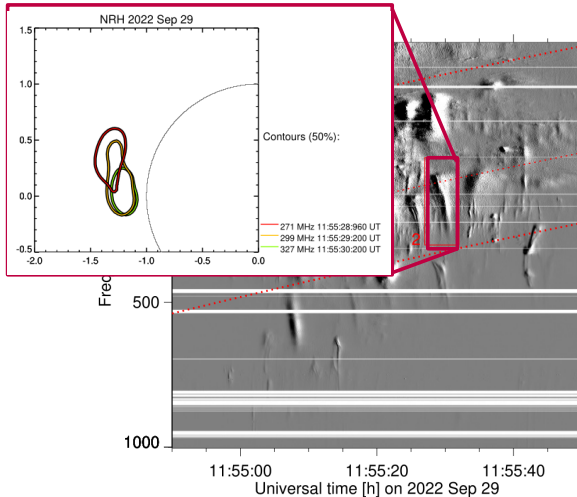 NRH 2022 Sep 29
1.5
1.0
0.5
0.0
-0.5
-2.0 -1.5 -1.0 -0.5 0.0
Contours (50%):
271 MHz 11:55:28:960 UT
299 MHz 11:55:29:200 UT
327 MHz 11:55:30:200 UT
2
Freq
500
1000
11:55:00 11:55:20 11:55:40
Universal time [h] on 2022 Sep 29